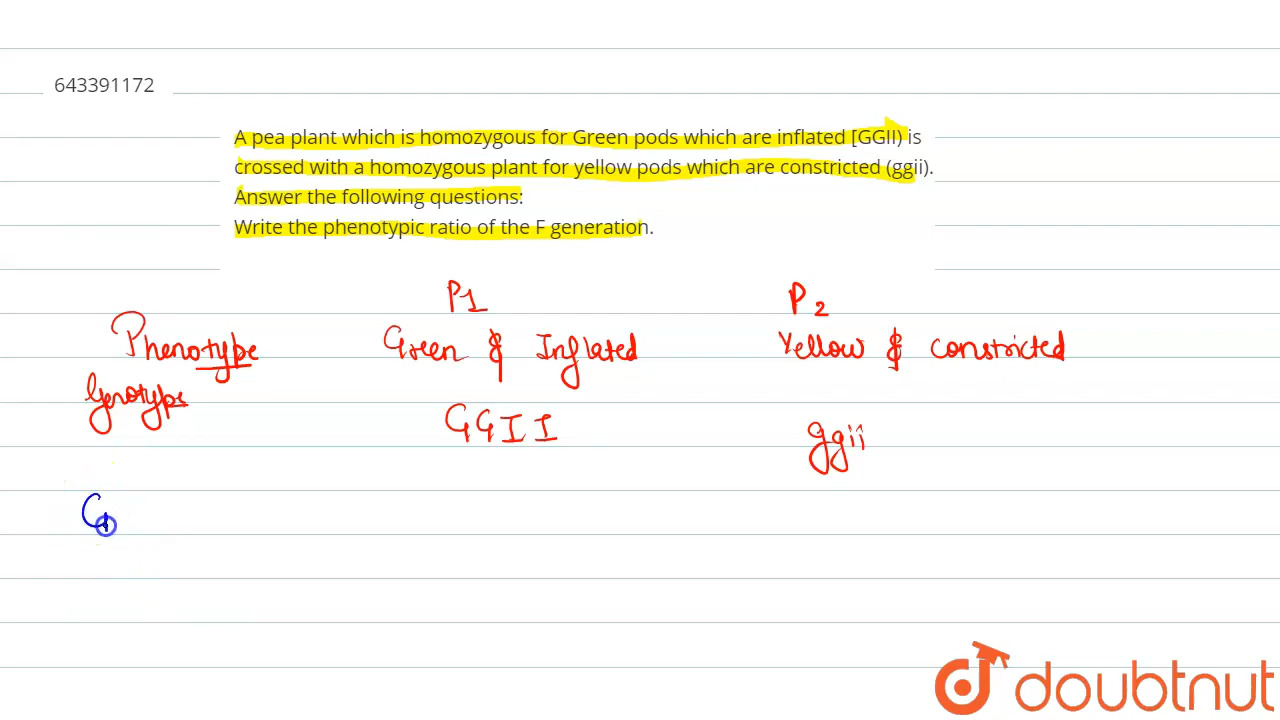 643391172
A pea plant which is homozygous for Green pods which are inflated [GGII) is
crossed with a homozygous plant for yellow pods which are constricted (ggii).
Answer the following questions:
Write the phenotypic ratio of the F generation.
P1 P2
Phenotype Green & Inflated Yellow & constricted
Genotype
GGII ggii
G
doubtnut